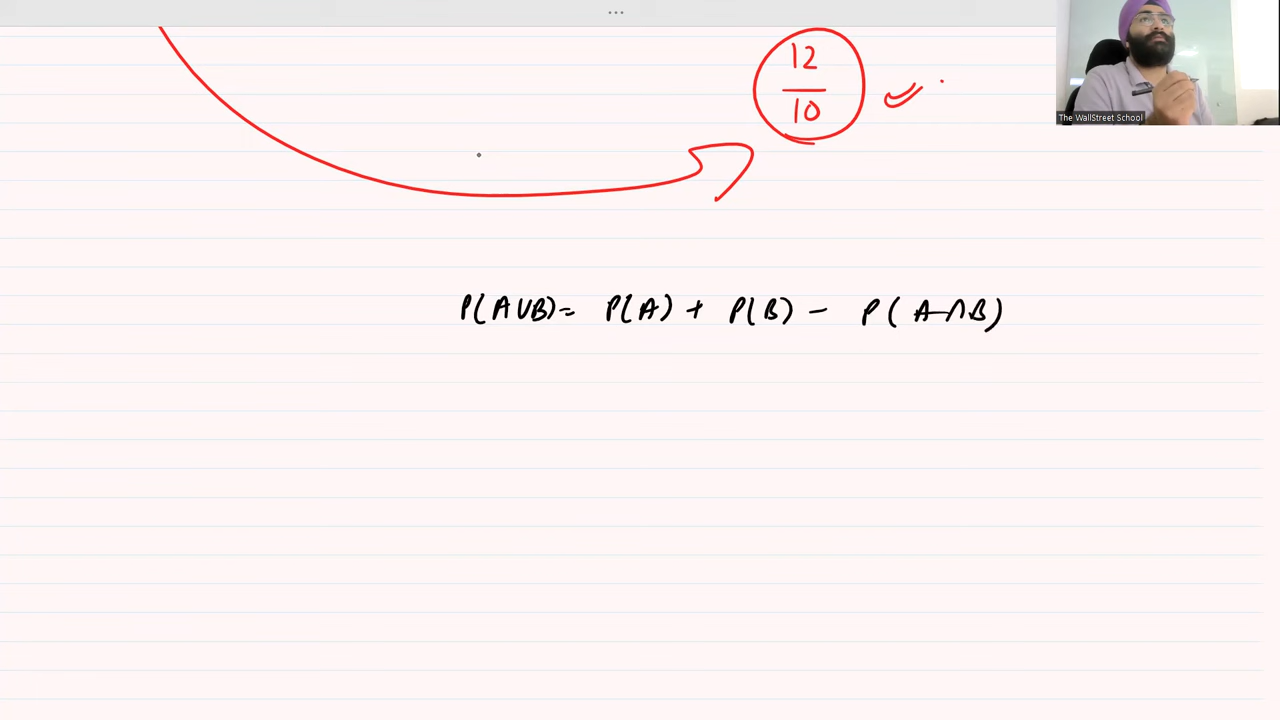 12
10
The WallStreet School
P(A∪B)= P(A) + P(B) - P(A∩B)